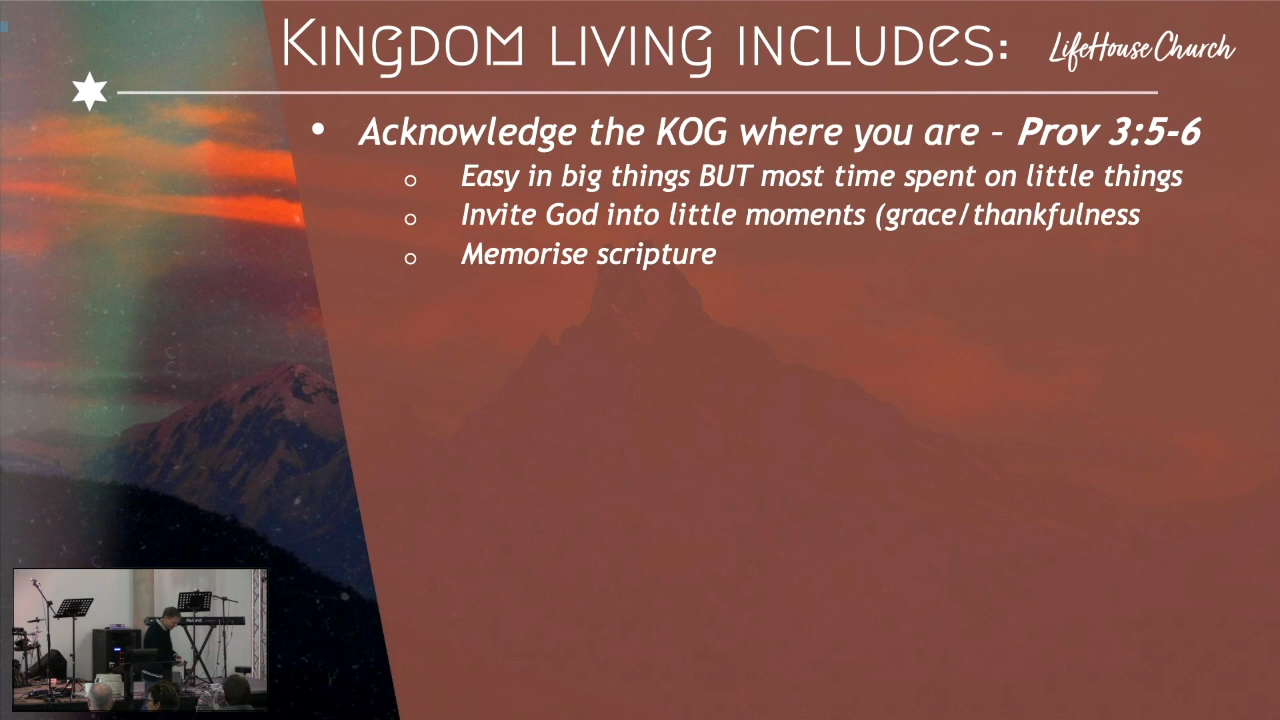 Kingdom living includes:
LifeHouse Church
• Acknowledge the KOG where you are – Prov 3:5-6
o Easy in big things BUT most time spent on little things
o Invite God into little moments (grace/thankfulness
o Memorise scripture